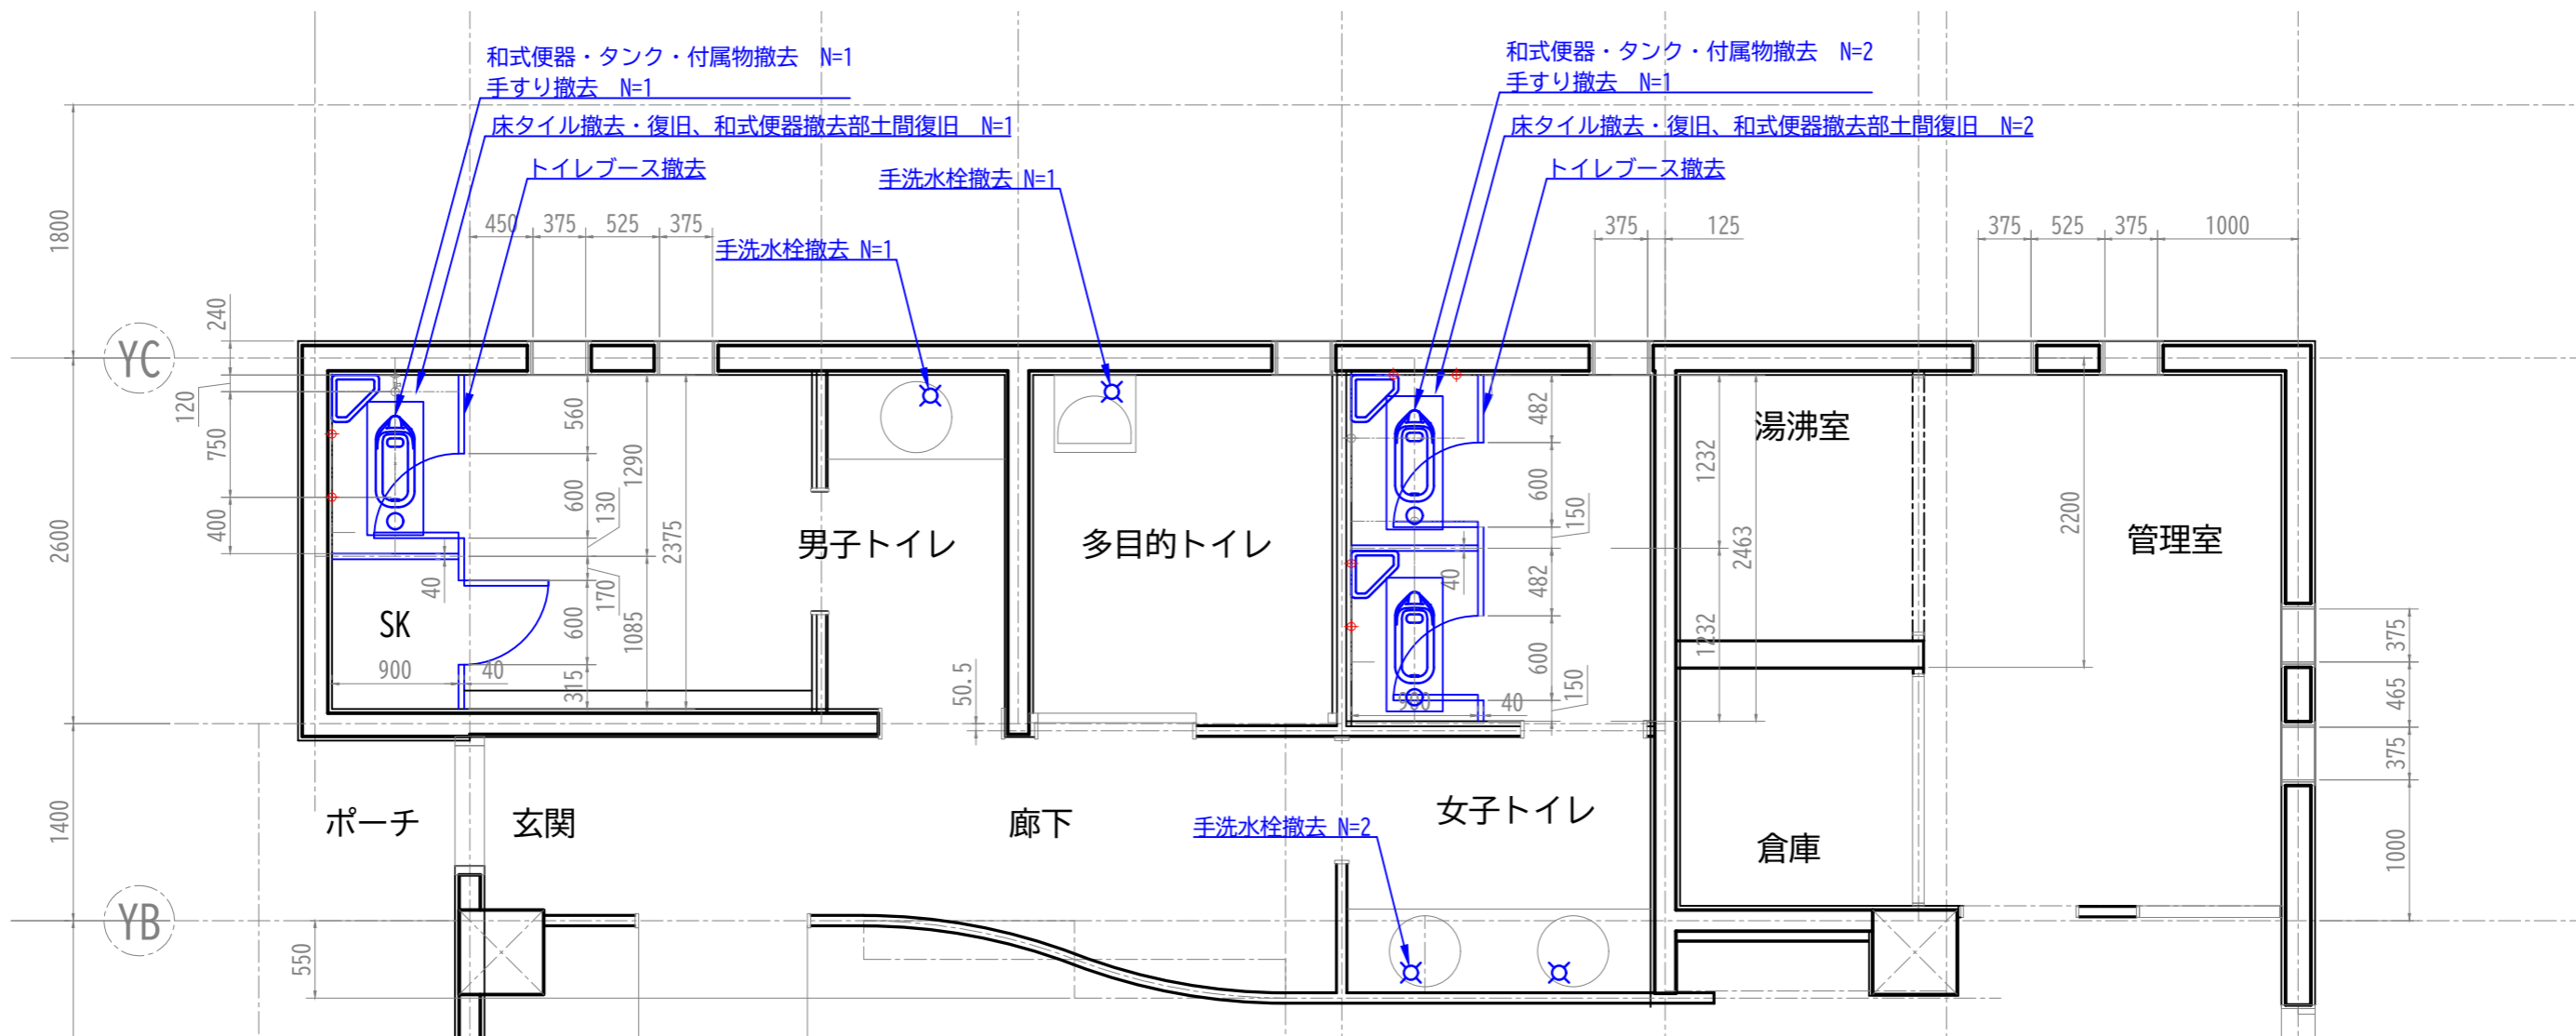 和式便器・タンク・付属物撤去 N=1
手すり撤去 N=1
床タイル撤去・復旧、和式便器撤去部土間復旧 N=1
トイレブース撤去
手洗水栓撤去 N=1
手洗水栓撤去 N=1
和式便器・タンク・付属物撤去 N=2
手すり撤去 N=1
床タイル撤去・復旧、和式便器撤去部土間復旧 N=2
トイレブース撤去
450 375 525 375
375 125
375 525 375 1000
1800
240
YC
120
750
400
2600
560
600
130
1290
2375
40
170
600
1085
315
SK
900 40
男子トイレ
多目的トイレ
50.5
482
600
150
40
482
600
150
900 40
1232
2463
1232
湯沸室
2200
管理室
375
465
375
1000
1400
ポーチ
玄関
廊下
女子トイレ
手洗水栓撤去 N=2
倉庫
YB
550